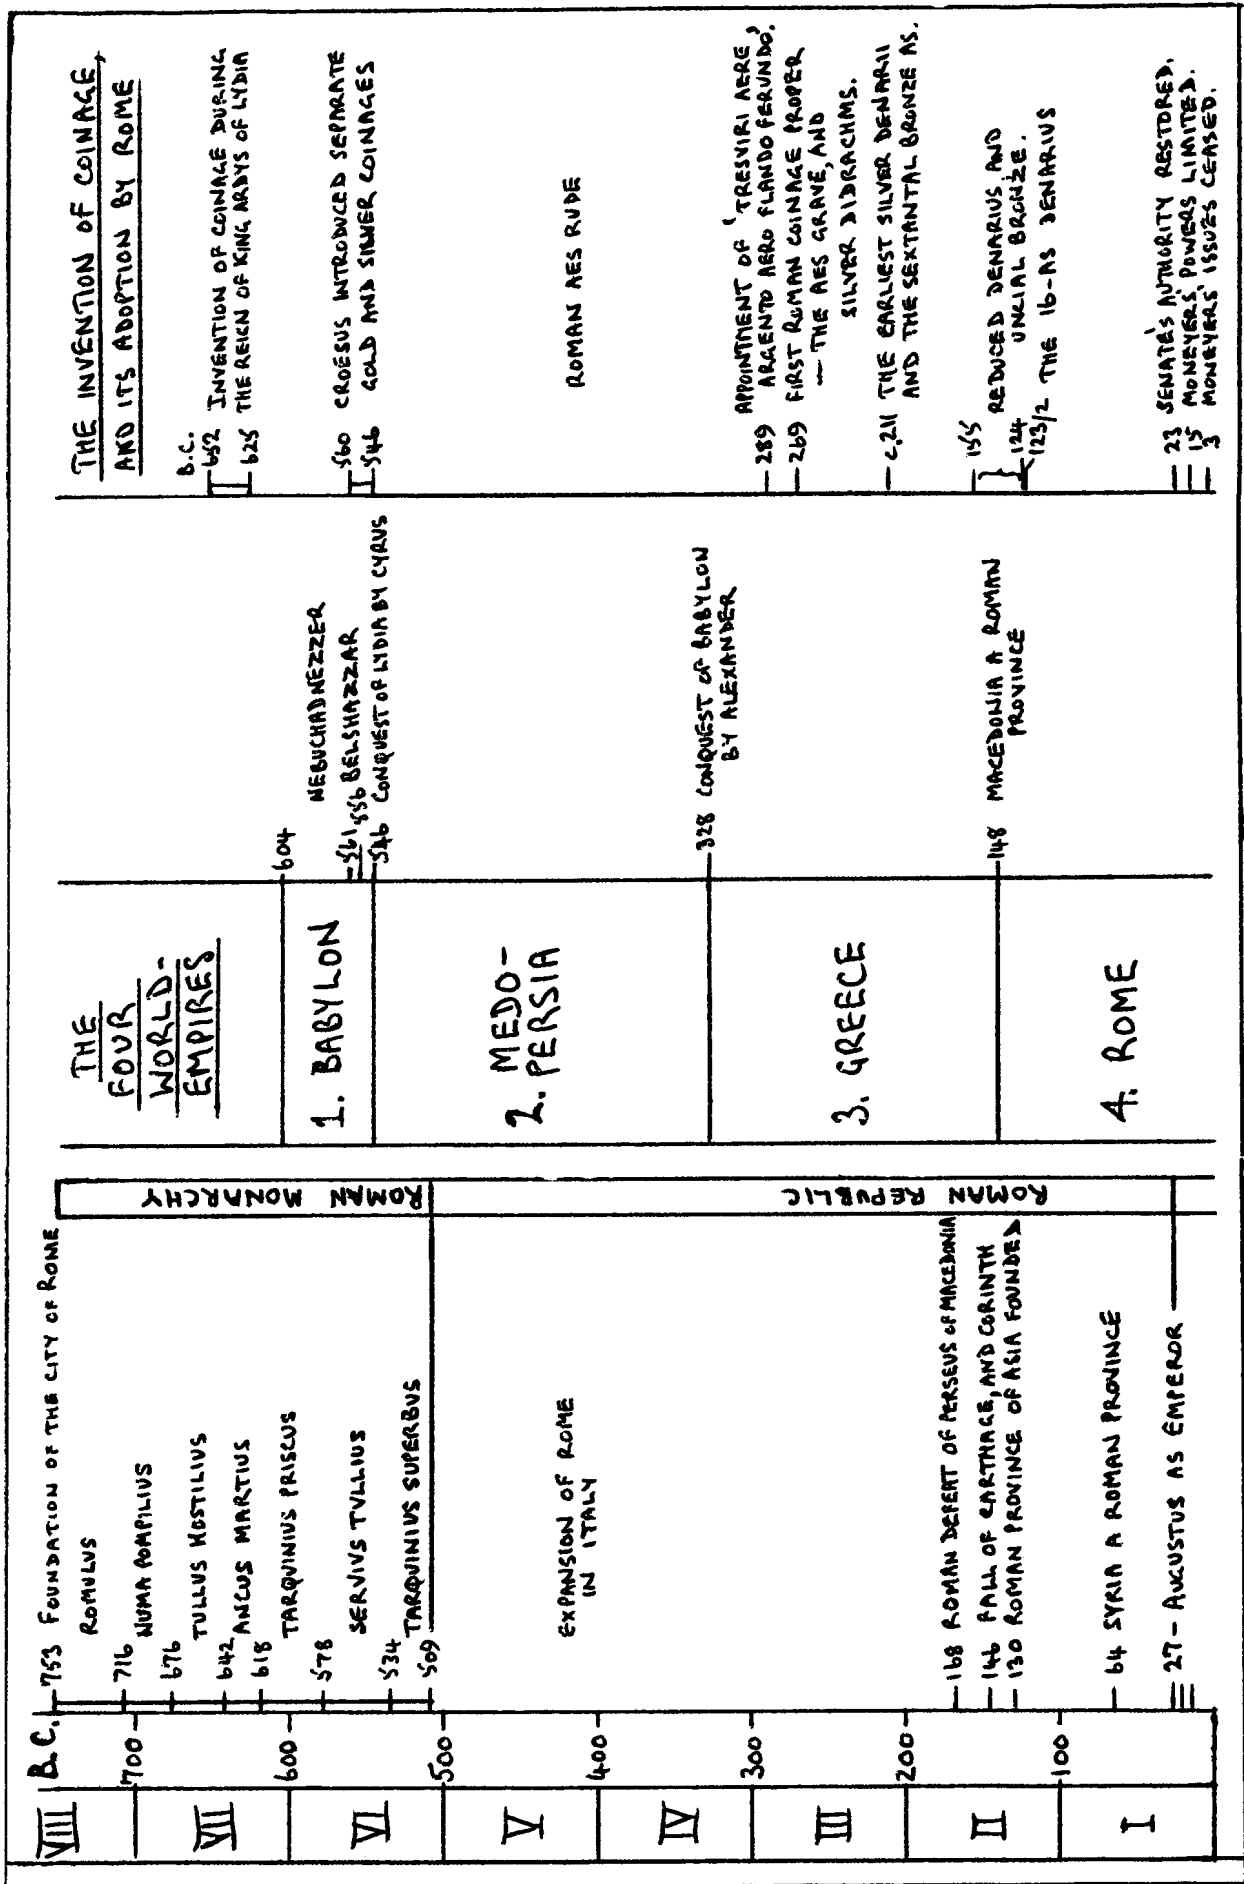 VIII
VII
VI
V
IV
III
II
I
B.C.
700
600
500
400
300
200
100
753 FOUNDATION OF THE CITY OF ROME
ROMULUS
716
NUMA POMPILIUS
676
TULLUS HOSTILIUS
642
ANCUS MARTIUS
618
TARQUINIUS PRISCUS
578
SERVIUS TULLIUS
534
TARQUINIUS SUPERBUS
509
EXPANSION OF ROME
IN ITALY
168 ROMAN DEFEAT OF PERSEUS OF MACEDONIA
146 FALL OF CARTHAGE, AND CORINTH
130 ROMAN PROVINCE OF ASIA FOUNDED
64 SYRIA A ROMAN PROVINCE
27 - AUGUSTUS AS EMPEROR
ROMAN MONARCHY
ROMAN REPUBLIC
THE
FOUR
WORLD-
EMPIRES
1. BABYLON
2. MEDO-
PERSIA
3. GREECE
4. ROME
604
NEBUCHADNEZZER
561
556 BELSHAZZAR
546 CONQUEST OF LYDIA BY CYRUS
328 CONQUEST OF BABYLON
BY ALEXANDER
148 MACEDONIA A ROMAN
PROVINCE
THE INVENTION OF COINAGE,
AND ITS ADOPTION BY ROME
B.C.
652 INVENTION OF COINAGE DURING
625 THE REIGN OF KING ARDYS OF LYDIA
560 CROESUS INTRODUCED SEPARATE
546 GOLD AND SILVER COINAGES
ROMAN AES RUDE
APPOINTMENT OF 'TRESVIRI AERE,
289 ARGENTO AERO FLANDO FERUNDO'.
269 FIRST ROMAN COINAGE PROPER
— THE AES GRAVE, AND
SILVER DIDRACHMS.
c.211 THE EARLIEST SILVER DENARII
AND THE SEXTANTAL BRONZE AS.
155
REDUCED DENARIUS, AND
124 UNCIAL BRONZE.
123/2 THE 16-AS DENARIUS
23 SENATE'S AUTHORITY RESTORED.
15 MONEYERS' POWERS LIMITED.
3 MONEYERS' ISSUES CEASED.